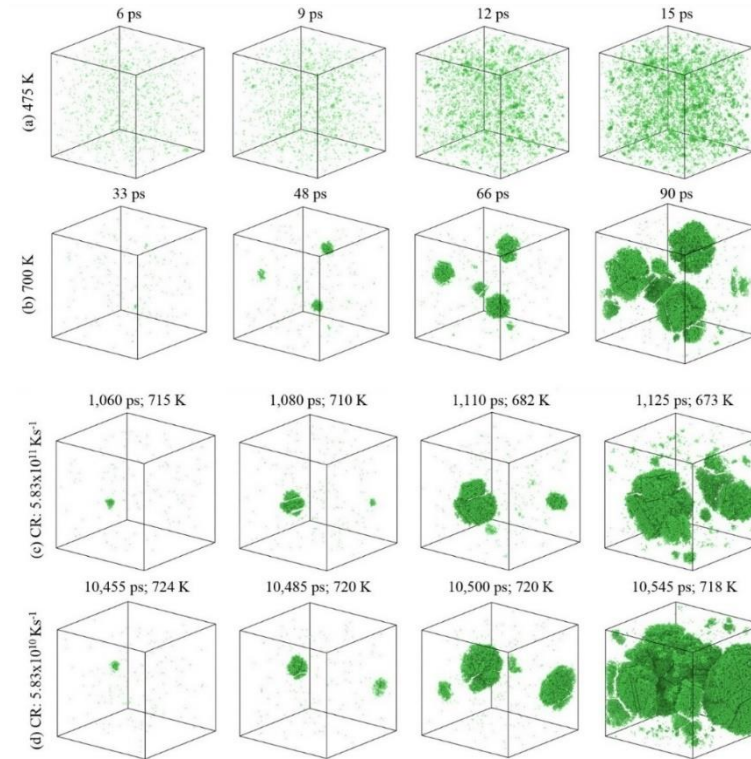 6 ps 9 ps 12 ps 15 ps
(a) 475 K
33 ps 48 ps 66 ps 90 ps
(b) 700 K
1,060 ps; 715 K 1,080 ps; 710 K 1,110 ps; 682 K 1,125 ps; 673 K
(c) CR: 5.83x10¹¹ Ks⁻¹
10,455 ps; 724 K 10,485 ps; 720 K 10,500 ps; 720 K 10,545 ps; 718 K
(d) CR: 5.83x10¹⁰ Ks⁻¹